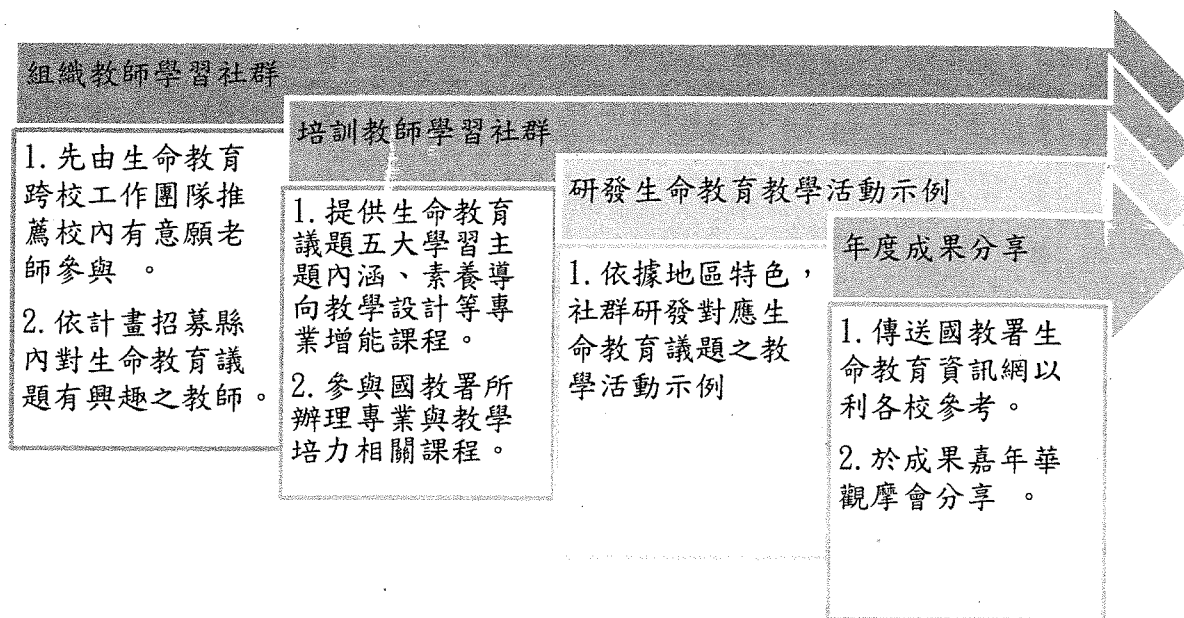 組織教師學習社群
1. 先由生命教育
跨校工作團隊推
薦校內有意願老
師參與 。
2. 依計畫招募縣
內對生命教育議
題有興趣之教師。
培訓教師學習社群
1. 提供生命教育
議題五大學習主
題內涵、素養導
向教學設計等專
業增能課程。
2. 參與國教署所
辦理專業與教學
培力相關課程。
研發生命教育教學活動示例
1. 依據地區特色，
社群研發對應生
命教育議題之教
學活動示例
年度成果分享
1. 傳送國教署生
命教育資訊網以
利各校參考。
2. 於成果嘉年華
觀摩會分享 。